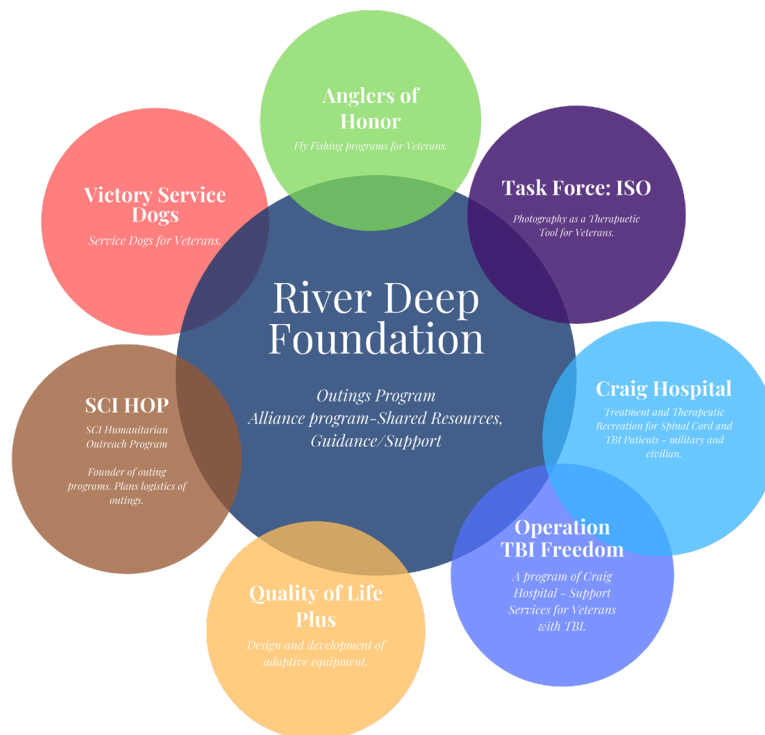 Anglers of
Honor
Fly Fishing programs for Veterans.
Victory Service
Dogs
Service Dogs for Veterans.
Task Force: ISO
Photography as a Therapuetic
Tool for Veterans.
River Deep
Foundation
Outings Program
Alliance program-Shared Resources,
Guidance/Support
Craig Hospital
Treatment and Therapeutic
Recreation for Spinal Cord and
TBI Patients - military and
civilian.
SCI HOP
SCI Humanitarian
Outreach Program
Founder of outing
programs. Plans logistics of
outings.
Operation
TBI Freedom
A program of Craig
Hospital - Support
Services for Veterans
with TBI.
Quality of Life
Plus
Design and development of
adaptive equipment.